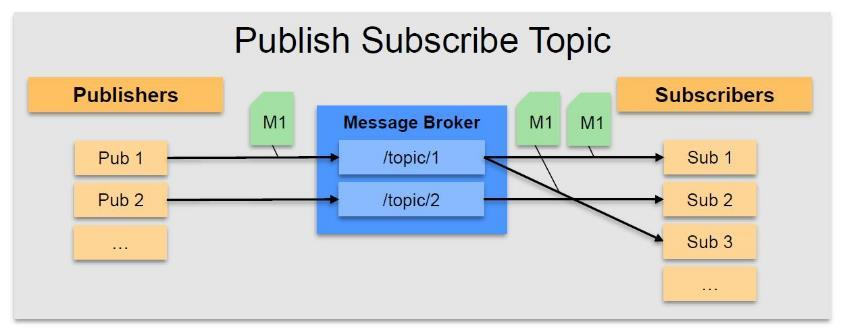 Publish Subscribe Topic
Publishers
Subscribers
M1
Message Broker
M1
M1
Pub 1
/topic/1
Sub 1
Pub 2
/topic/2
Sub 2
...
Sub 3
...